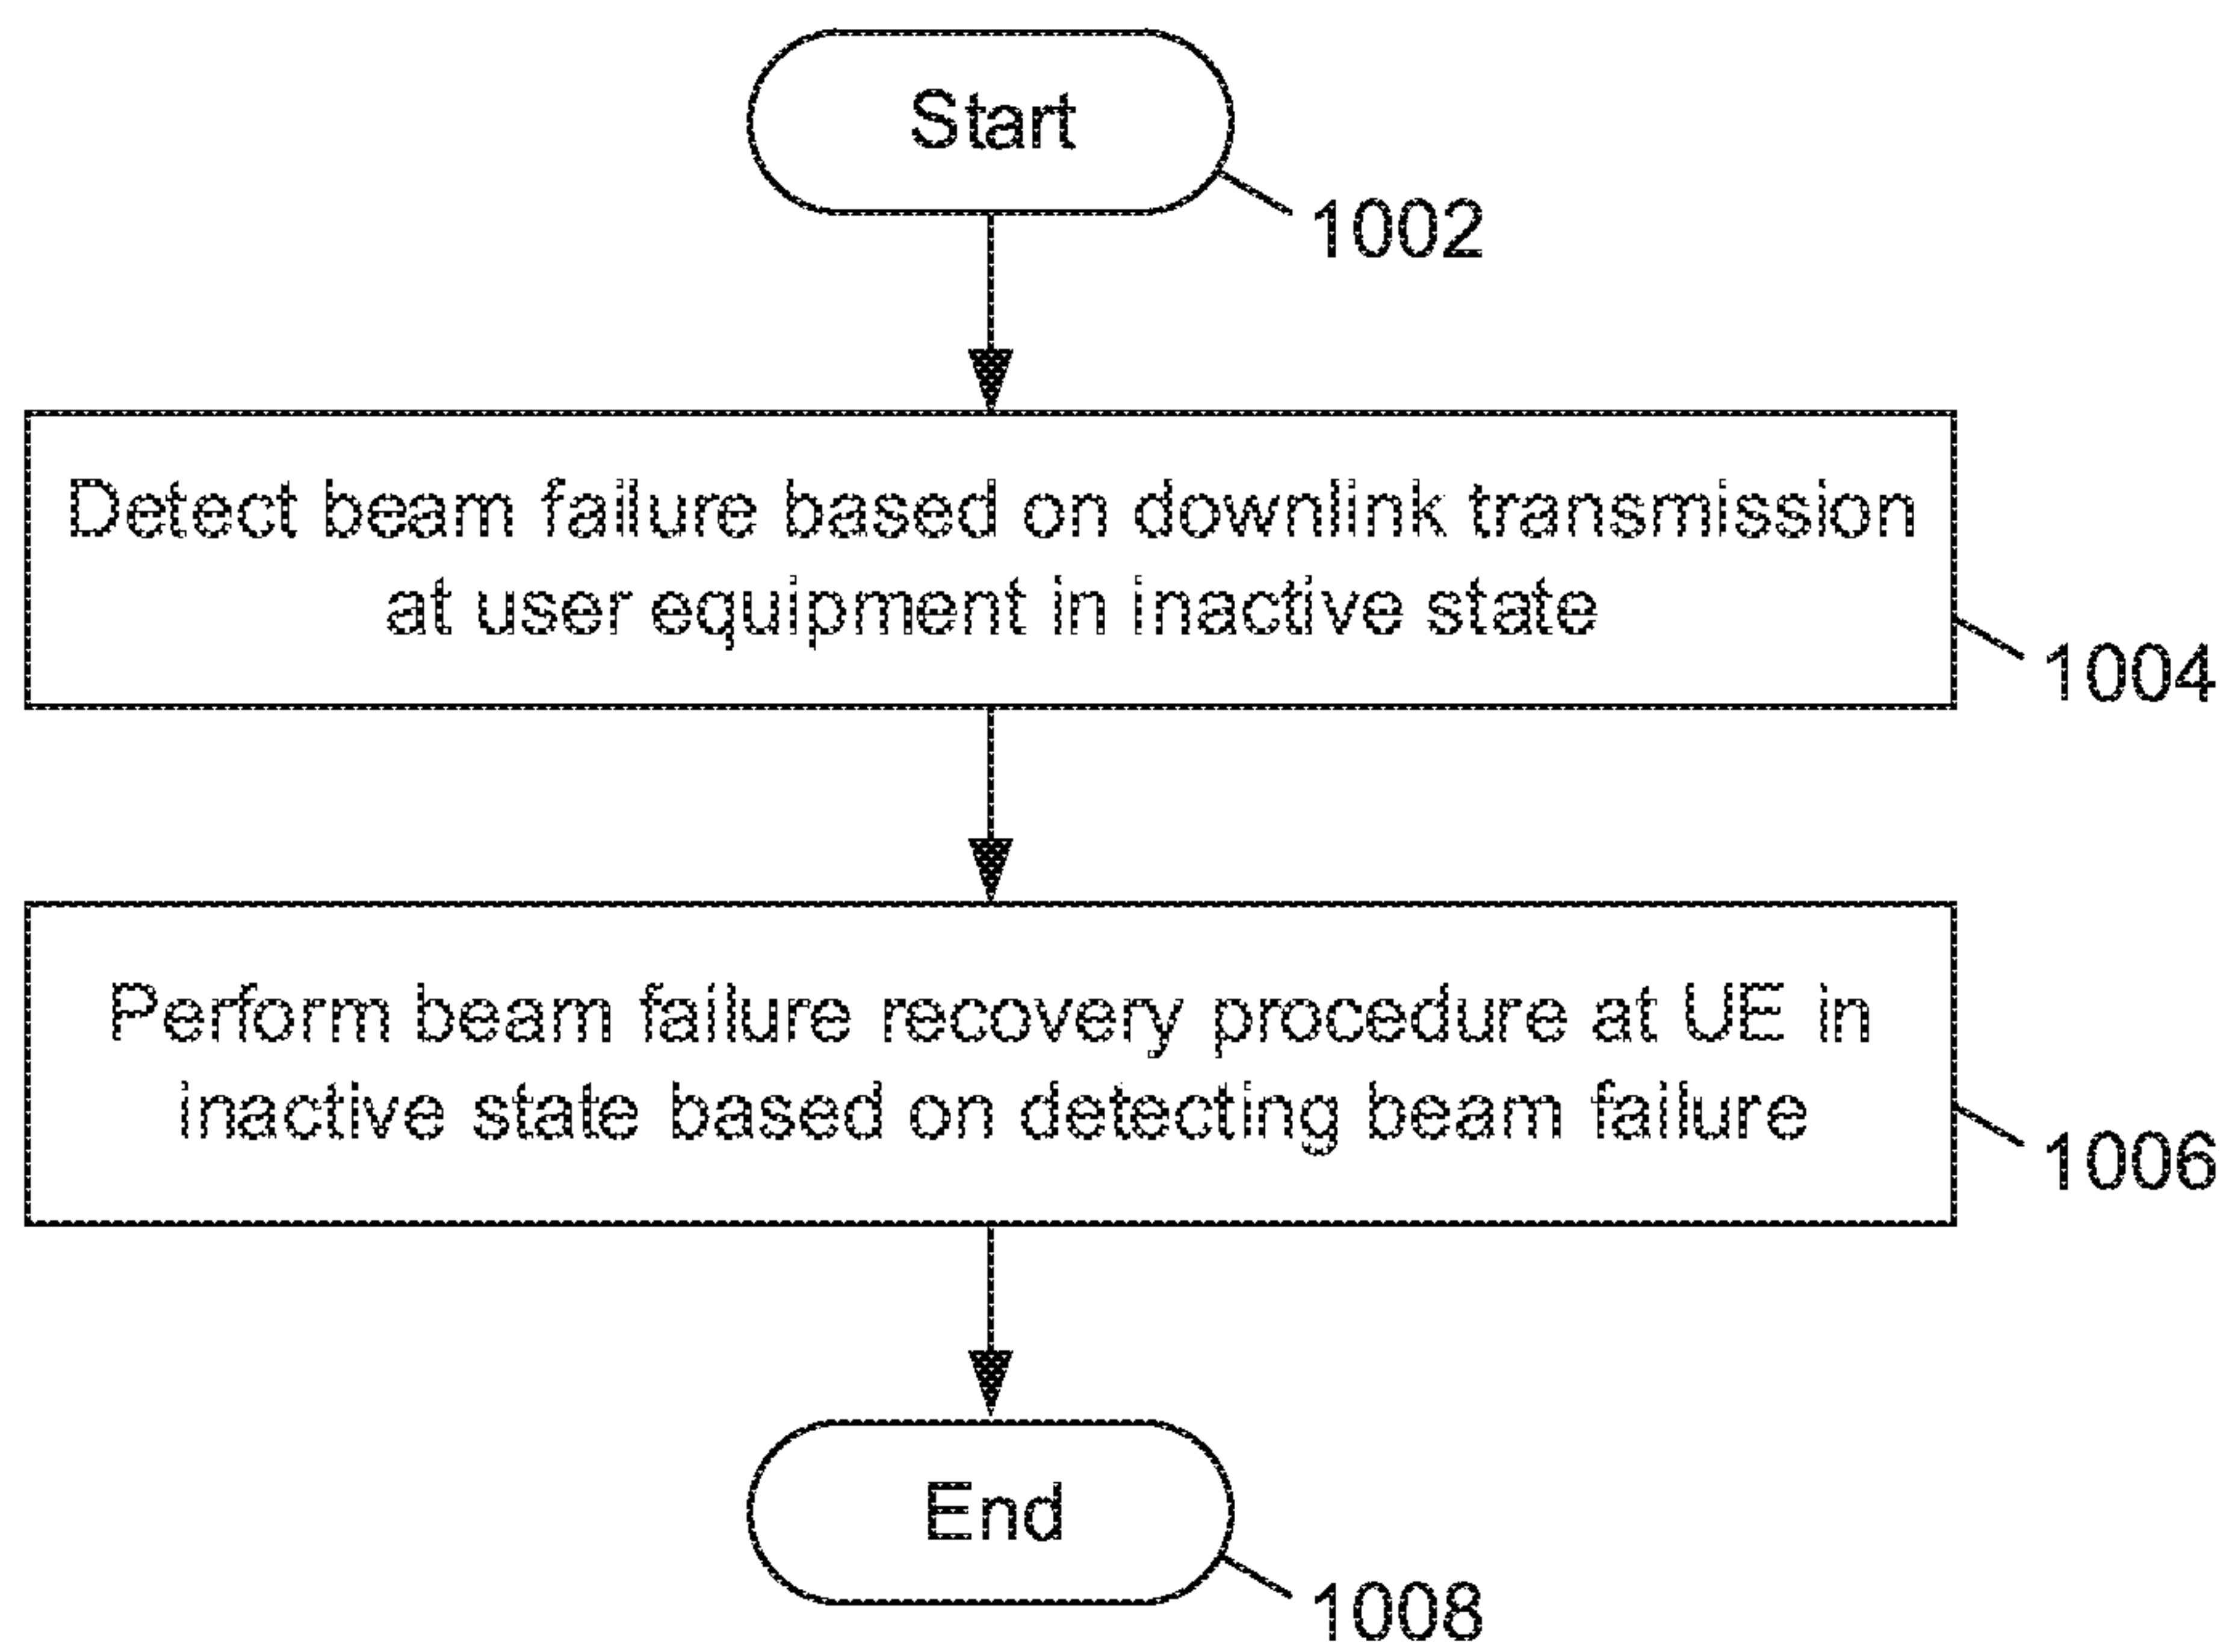 Start
1002
Detect beam failure based on downlink transmission
at user equipment in inactive state
1004
Perform beam failure recovery procedure at UE in
inactive state based on detecting beam failure
1006
End
1008